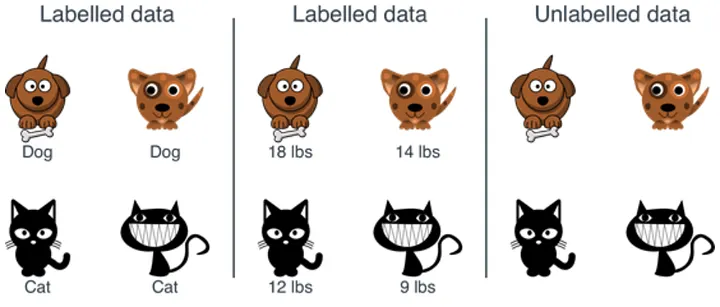 Labelled data
Labelled data
Unlabelled data
Dog
Dog
18 lbs
14 lbs
Cat
Cat
12 lbs
9 lbs